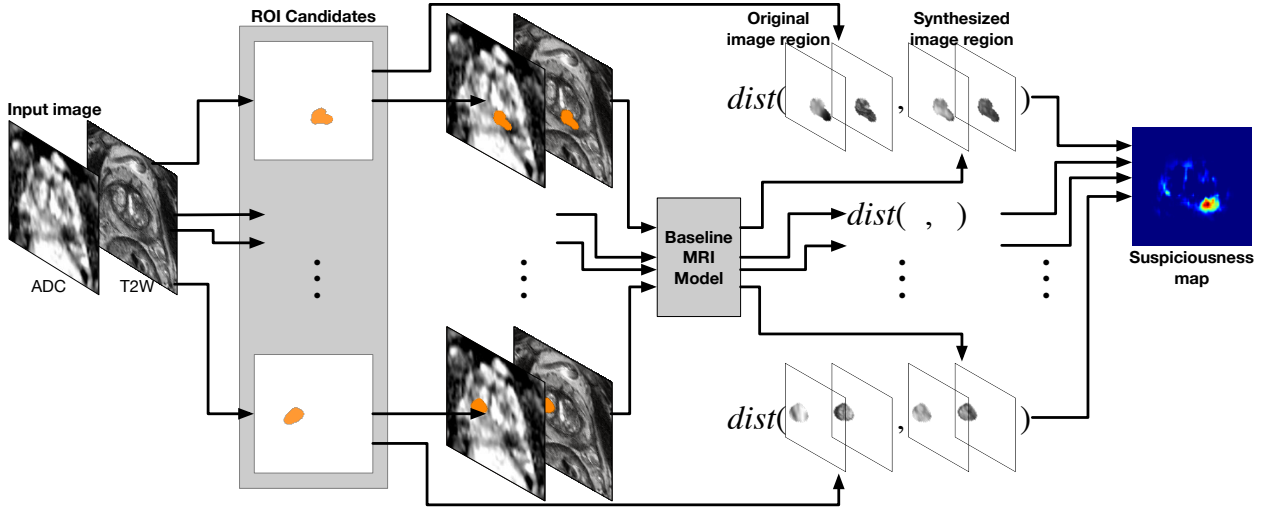 ROI Candidates
Original
image region
Synthesized
image region
Input image
dist( , )
ADC
T2W
Baseline
MRI
Model
dist( , )
Suspiciousness
map
dist( , )